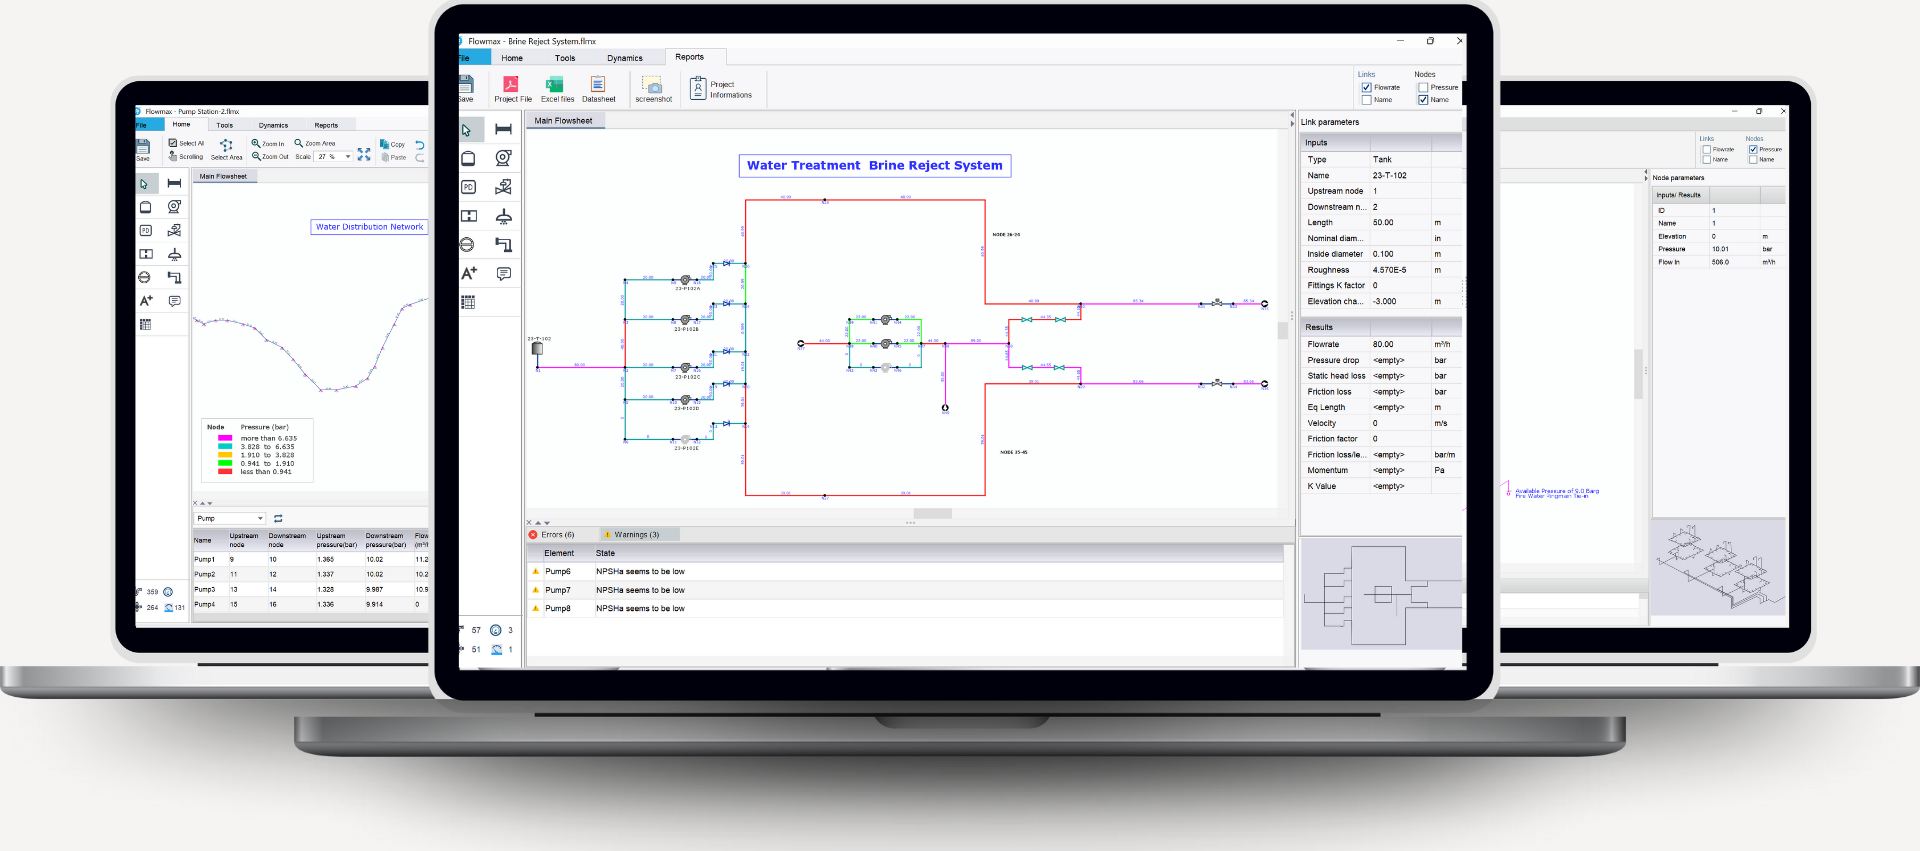 Flowmax - Pump Station-2.flmx
File Home Tools Dynamics Reports
Save
Select All
Scrolling
Select Area
Zoom In
Zoom Out
Zoom Area
Scale 27 %
Copy
Paste
Main Flowsheet
PD
A+
Water Distribution Network
Node Pressure (bar)
more than 6.635
3.828 to 6.635
1.910 to 3.828
0.941 to 1.910
less than 0.941
Pump
Name Upstream node Downstream node Upstream pressure(bar) Downstream pressure(bar)
Pump1 9 10 1.365 10.02 11.2
Pump2 11 12 1.337 10.02 10.2
Pump3 13 14 1.328 9.987 10.9
Pump4 15 16 1.336 9.914 0
359
264 131
Flowmax - Brine Reject System.flmx
File Home Tools Dynamics Reports
Save
Project File
Excel files
Datasheet
screenshot
Project Informations
Links
Flowrate
Name
Nodes
Pressure
Name
Main Flowsheet
PD
A+
Water Treatment Brine Reject System
NODE 26-24
23-P102A
23-P102B
23-T-102
23-P102C
23-P102D
23-P102E
NODE 35-45
Errors (6) Warnings (3)
Element State
Pump6 NPSHa seems to be low
Pump7 NPSHa seems to be low
Pump8 NPSHa seems to be low
57 3
51 1
Link parameters
Inputs
Type Tank
Name 23-T-102
Upstream node 1
Downstream n... 2
Length 50.00 m
Nominal diam... in
Inside diameter 0.100 m
Roughness 4.570E-5 m
Fittings K factor 0
Elevation cha... -3.000 m
Results
Flowrate 80.00 m³/h
Pressure drop <empty> bar
Static head loss <empty> bar
Friction loss <empty> bar
Eq Length <empty> m
Velocity 0 m/s
Friction factor 0
Friction loss/le... <empty> bar/m
Momentum <empty> Pa
K Value <empty>
Links
Flowrate
Name
Nodes
Pressure
Name
Node parameters
Inputs/ Results
ID 1
Name 1
Elevation 0 m
Pressure 10.01 bar
Flow in 506.0 m³/h
Available Pressure of 9.0 Barg
Fire Water Ringman Tie-in